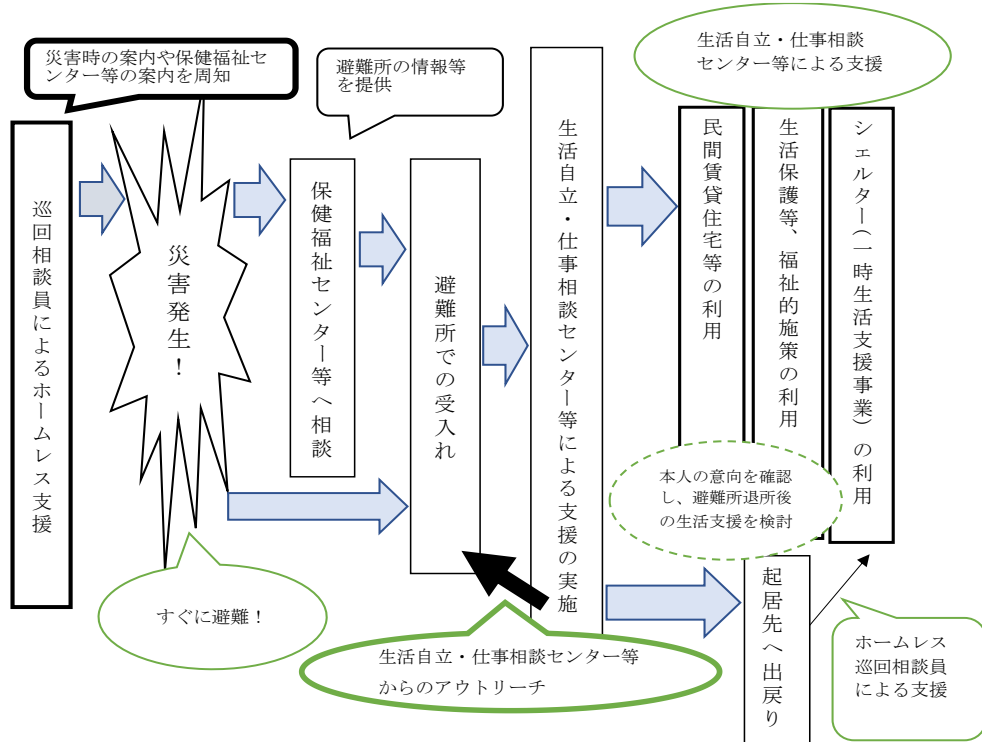 災害時の案内や保健福祉セ
ンター等の案内を周知
避難所の情報等
を提供
生活自立・仕事相談
センター等による支援
巡回相談員によるホームレス支援
災害発生！
保健福祉センター等へ相談
避難所での受入れ
生活自立・仕事相談センター等による支援の実施
民間賃貸住宅等の利用
生活保護等、福祉的施策の利用
シェルター(一時生活支援事業)の利用
本人の意向を確認
し、避難所退所後
の生活支援を検討
すぐに避難！
生活自立・仕事相談センター等
からのアウトリーチ
起居先へ出戻り
ホームレス
巡回相談員
による支援